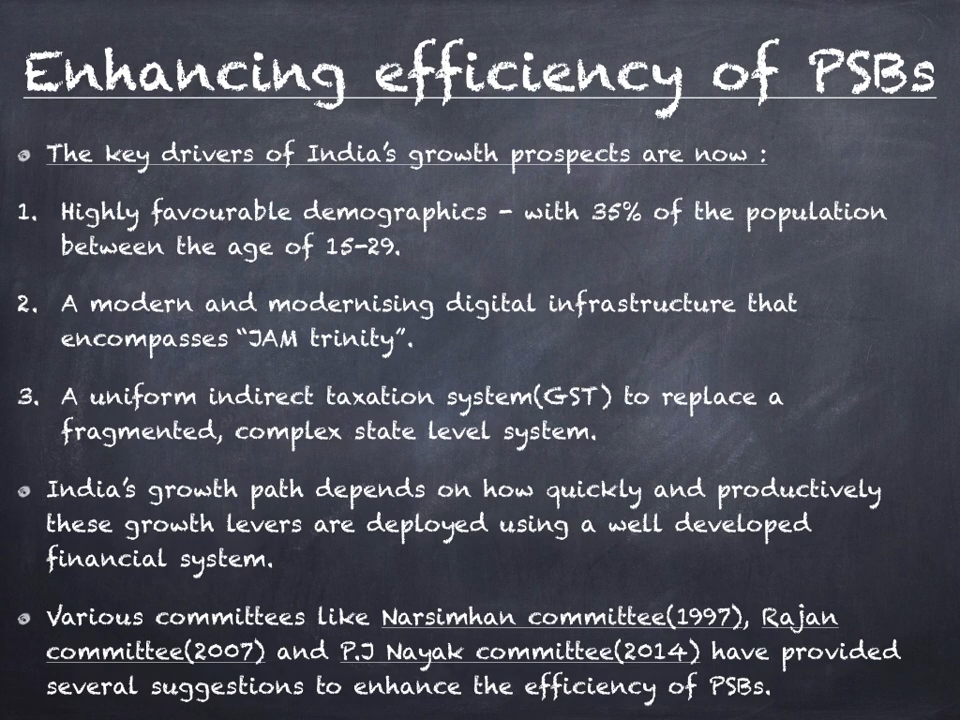 Enhancing efficiency of PSBs
The key drivers of India's growth prospects are now :
1. Highly favourable demographics - with 35% of the population
between the age of 15-29.
2. A modern and modernising digital infrastructure that
encompasses “JAM trinity”.
3. A uniform indirect taxation system(GST) to replace a
fragmented, complex state level system.
India's growth path depends on how quickly and productively
these growth levers are deployed using a well developed
financial system.
Various committees like Narsimhan committee(1997), Rajan
committee(2007) and P.J Nayak committee(2014) have provided
several suggestions to enhance the efficiency of PSBs.